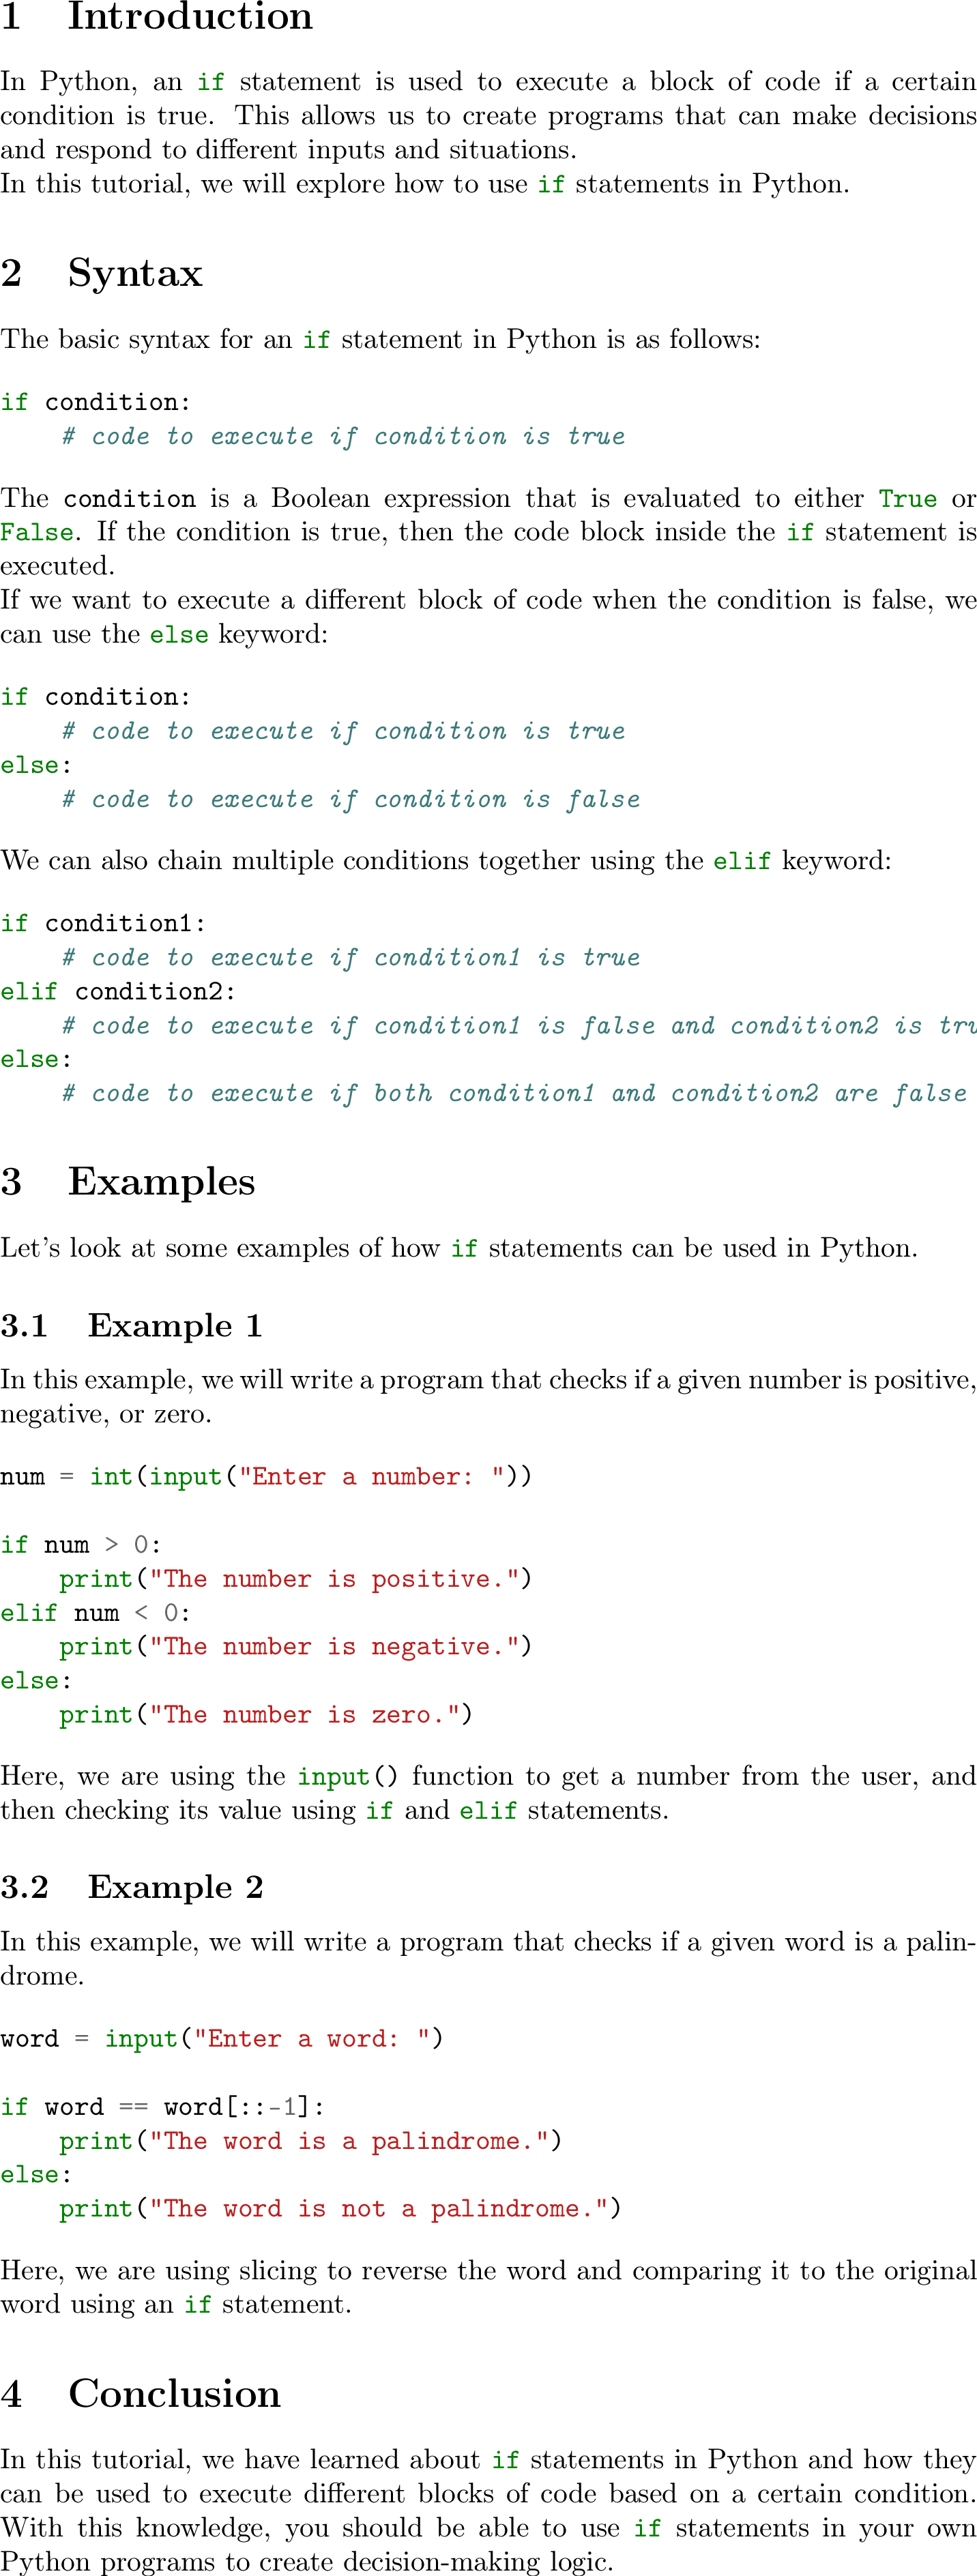 1 Introduction
In Python, an if statement is used to execute a block of code if a certain
condition is true. This allows us to create programs that can make decisions
and respond to different inputs and situations.
In this tutorial, we will explore how to use if statements in Python.
2 Syntax
The basic syntax for an if statement in Python is as follows:
if condition:
    # code to execute if condition is true
The condition is a Boolean expression that is evaluated to either True or
False. If the condition is true, then the code block inside the if statement is
executed.
If we want to execute a different block of code when the condition is false, we
can use the else keyword:
if condition:
    # code to execute if condition is true
else:
    # code to execute if condition is false
We can also chain multiple conditions together using the elif keyword:
if condition1:
    # code to execute if condition1 is true
elif condition2:
    # code to execute if condition1 is false and condition2 is tru
else:
    # code to execute if both condition1 and condition2 are false
3 Examples
Let's look at some examples of how if statements can be used in Python.
3.1 Example 1
In this example, we will write a program that checks if a given number is positive,
negative, or zero.
num = int(input("Enter a number: "))
if num > 0:
    print("The number is positive.")
elif num < 0:
    print("The number is negative.")
else:
    print("The number is zero.")
Here, we are using the input() function to get a number from the user, and
then checking its value using if and elif statements.
3.2 Example 2
In this example, we will write a program that checks if a given word is a palin-
drome.
word = input("Enter a word: ")
if word == word[::-1]:
    print("The word is a palindrome.")
else:
    print("The word is not a palindrome.")
Here, we are using slicing to reverse the word and comparing it to the original
word using an if statement.
4 Conclusion
In this tutorial, we have learned about if statements in Python and how they
can be used to execute different blocks of code based on a certain condition.
With this knowledge, you should be able to use if statements in your own
Python programs to create decision-making logic.